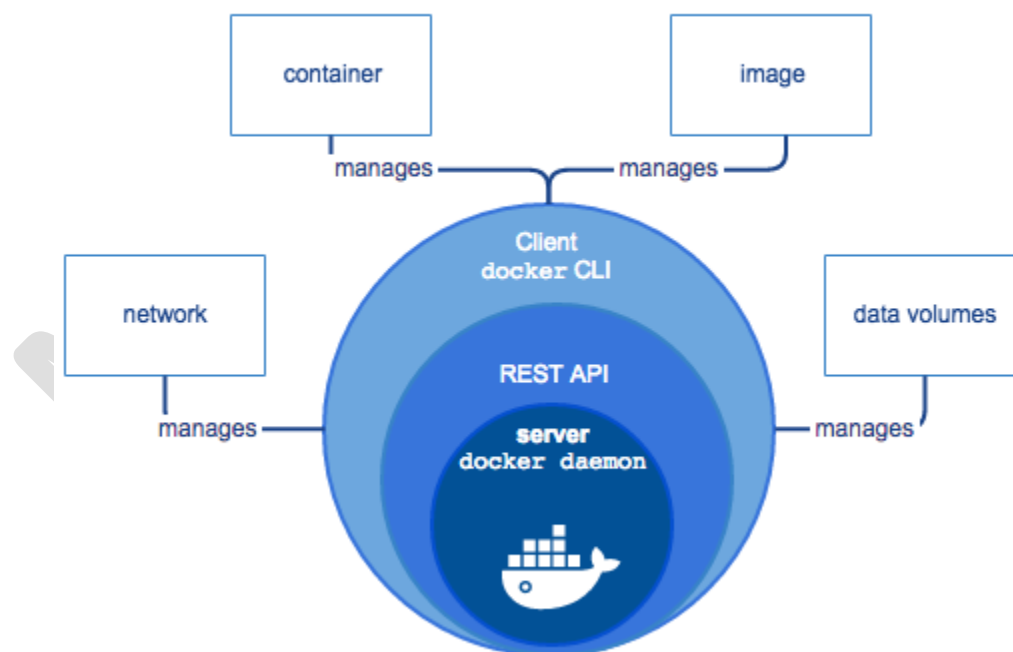 container
image
manages
manages
Client
docker CLI
network
data volumes
REST API
manages
server
docker daemon
manages